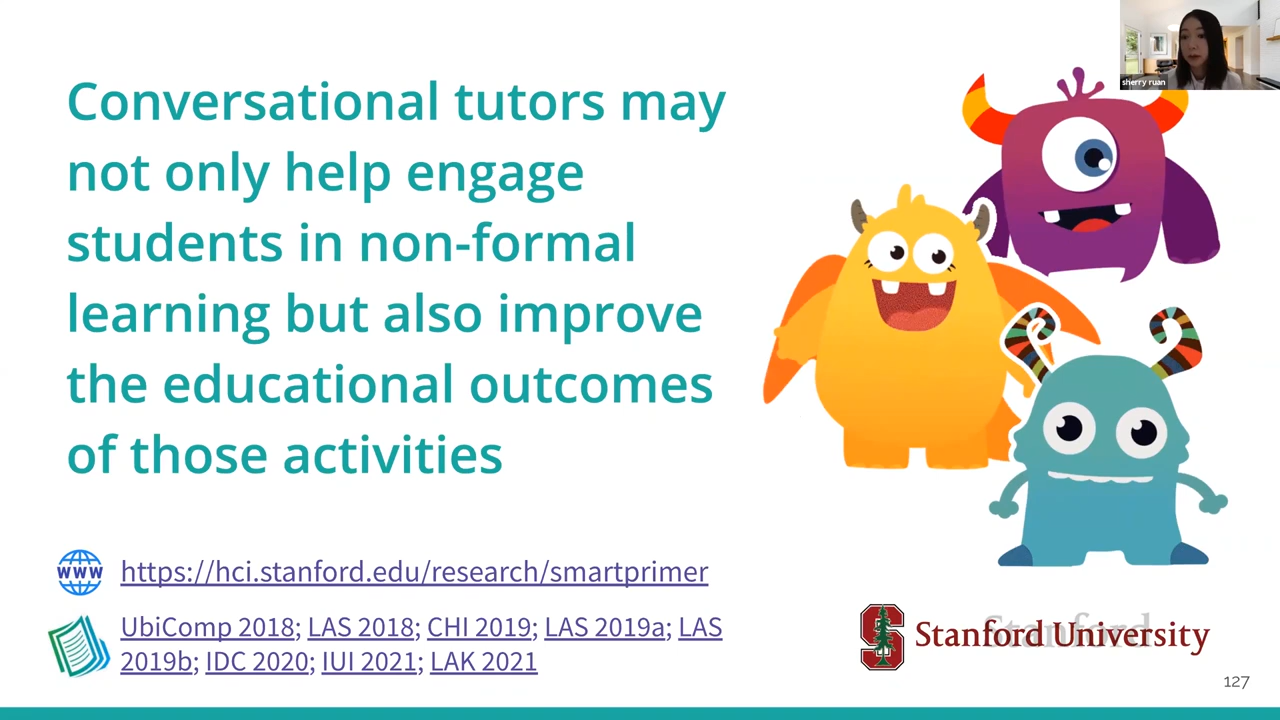 sherry ruan
Conversational tutors may
not only help engage
students in non-formal
learning but also improve
the educational outcomes
of those activities
WWW
https://hci.stanford.edu/research/smartprimer
UbiComp 2018; LAS 2018; CHI 2019; LAS 2019a; LAS
2019b; IDC 2020; IUI 2021; LAK 2021
S
Stanford University
Stanford
127